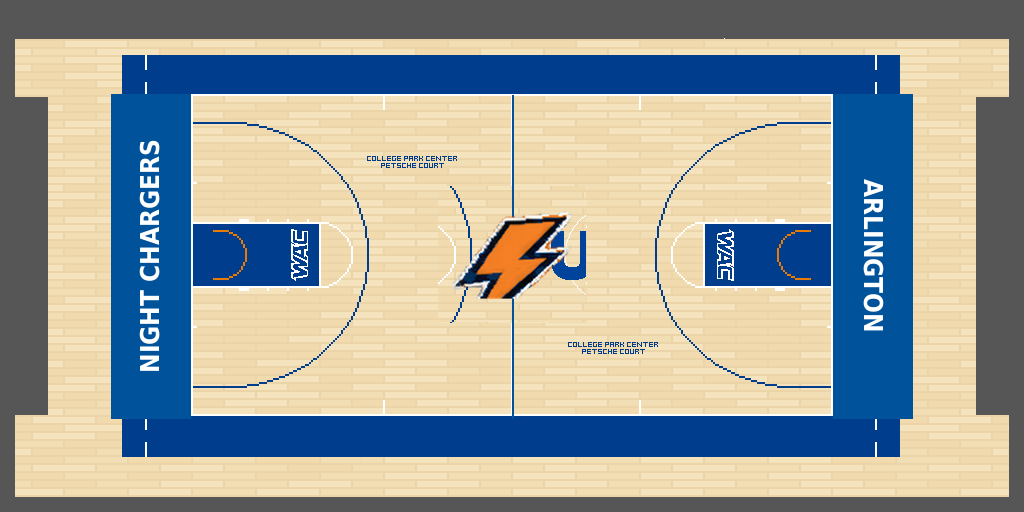 NIGHT CHARGERS
COLLEGE PARK CENTER
PETSCHE COURT
WAC
U
WAC
ARLINGTON
COLLEGE PARK CENTER
PETSCHE COURT